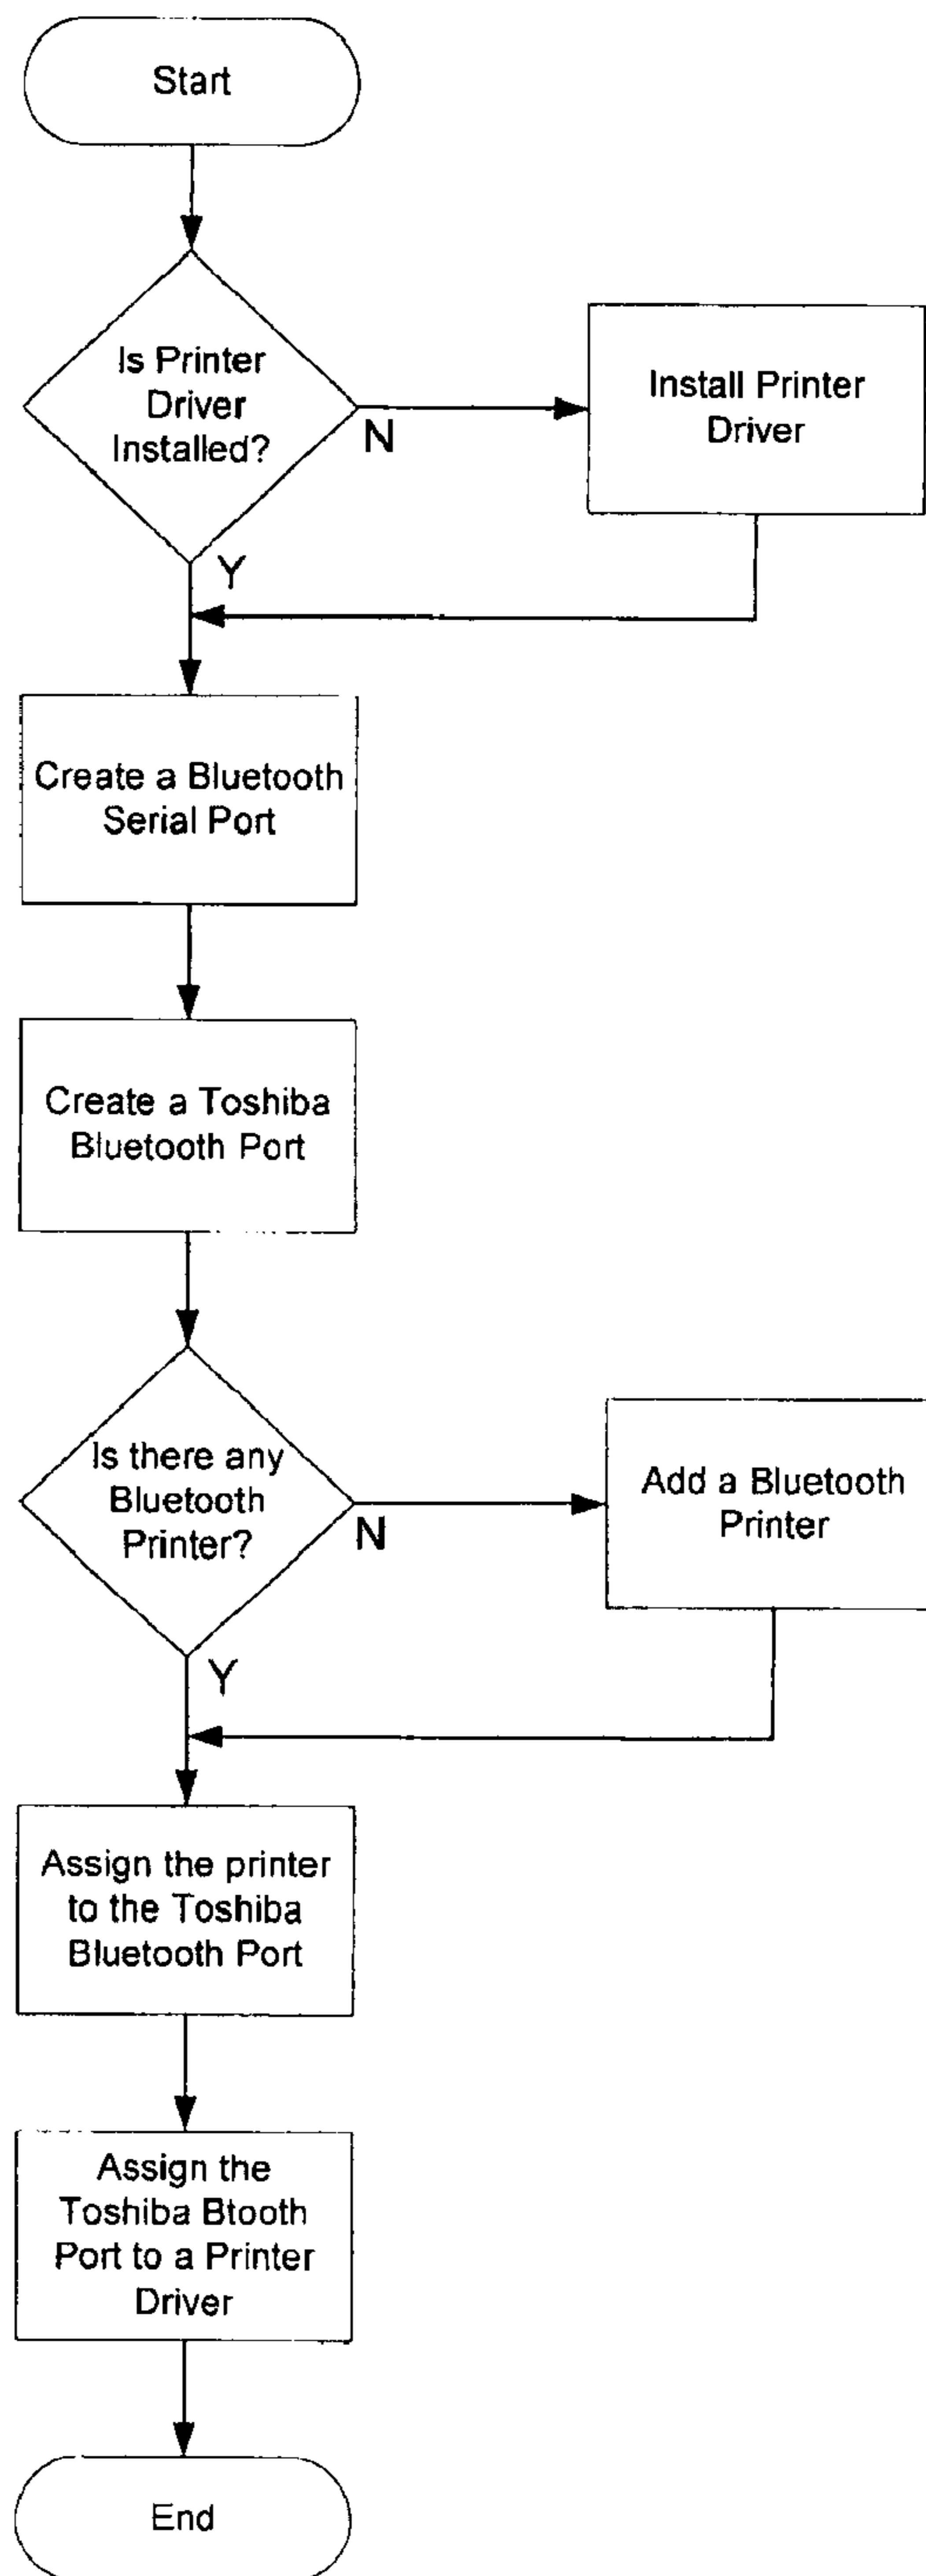 Start
Is Printer
Driver
Installed?
N
Install Printer
Driver
Y
Create a Bluetooth
Serial Port
Create a Toshiba
Bluetooth Port
Is there any
Bluetooth
Printer?
N
Add a Bluetooth
Printer
Y
Assign the printer
to the Toshiba
Bluetooth Port
Assign the
Toshiba Btooth
Port to a Printer
Driver
End